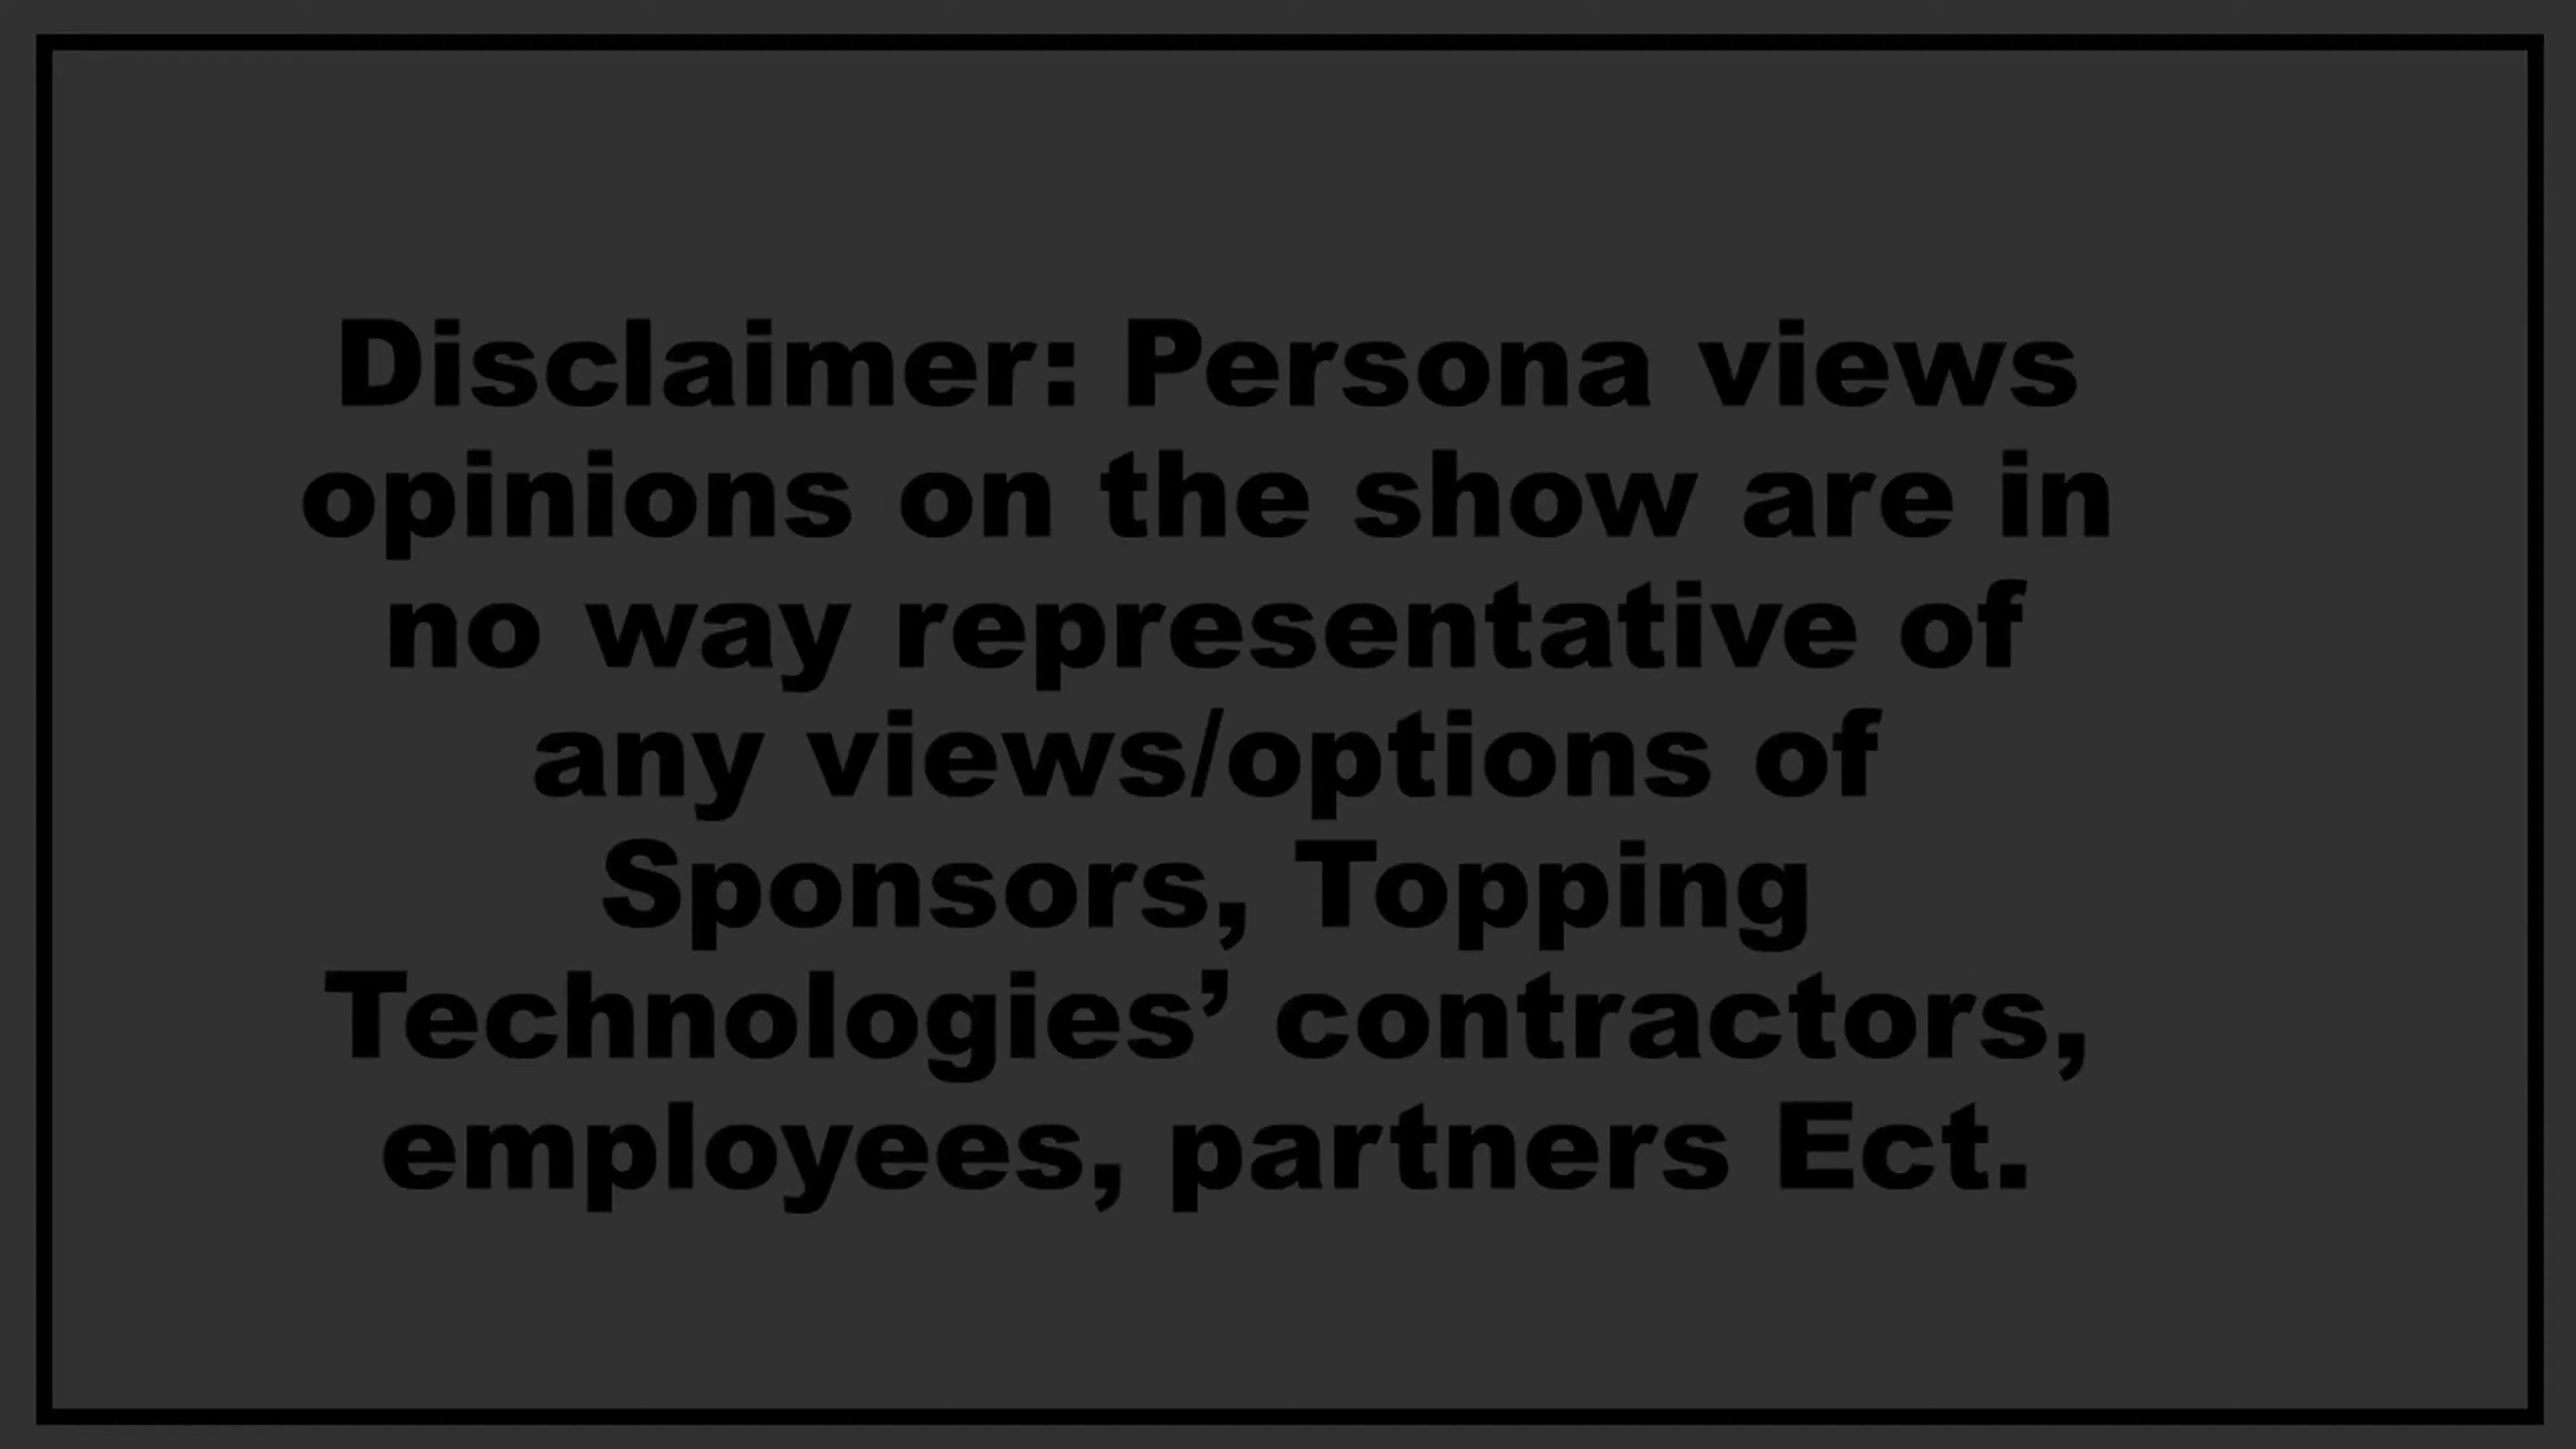 Disclaimer: Persona views
opinions on the show are in
no way representative of
any views/options of
Sponsors, Topping
Technologies’ contractors,
employees, partners Ect.